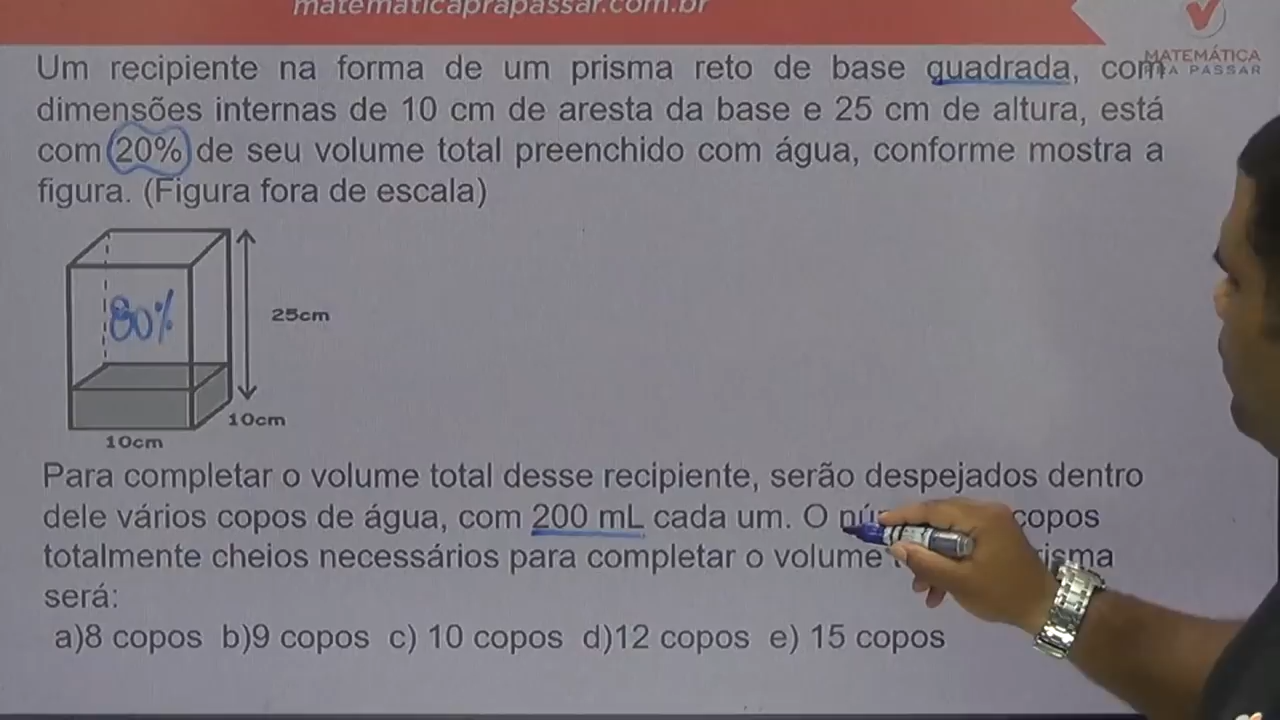 matematicaprapassar.com.br
MATEMÁTICA
PRA PASSAR
Um recipiente na forma de um prisma reto de base quadrada, com
dimensões internas de 10 cm de aresta da base e 25 cm de altura, está
com 20% de seu volume total preenchido com água, conforme mostra a
figura. (Figura fora de escala)
80%
25cm
10cm
10cm
Para completar o volume total desse recipiente, serão despejados dentro
dele vários copos de água, com 200 mL cada um. O copos
totalmente cheios necessários para completar o volume
será:
a)8 copos b)9 copos c) 10 copos d)12 copos e) 15 copos